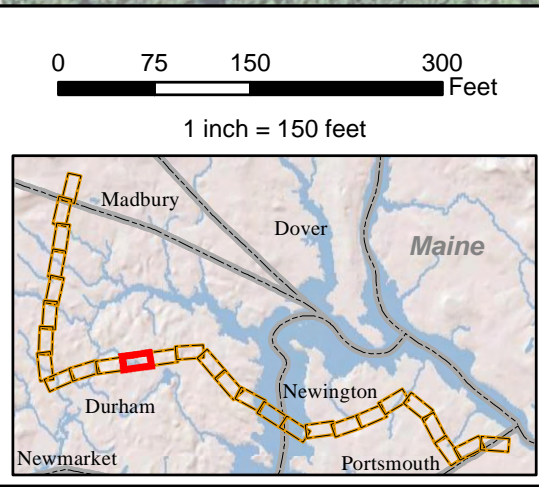 0 75 150 300
Feet
1 inch = 150 feet
Madbury
Dover
Maine
Newington
Durham
Newmarket
Portsmouth